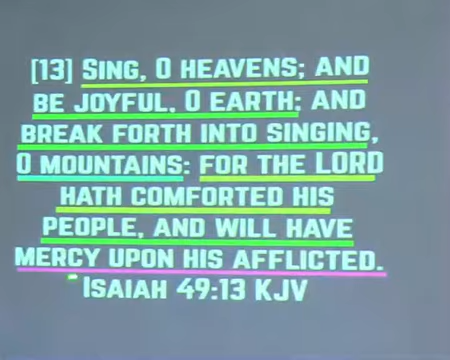 [13] SING, O HEAVENS; AND
BE JOYFUL, O EARTH; AND
BREAK FORTH INTO SINGING,
O MOUNTAINS: FOR THE LORD
HATH COMFORTED HIS
PEOPLE, AND WILL HAVE
MERCY UPON HIS AFFLICTED.
ISAIAH 49:13 KJV